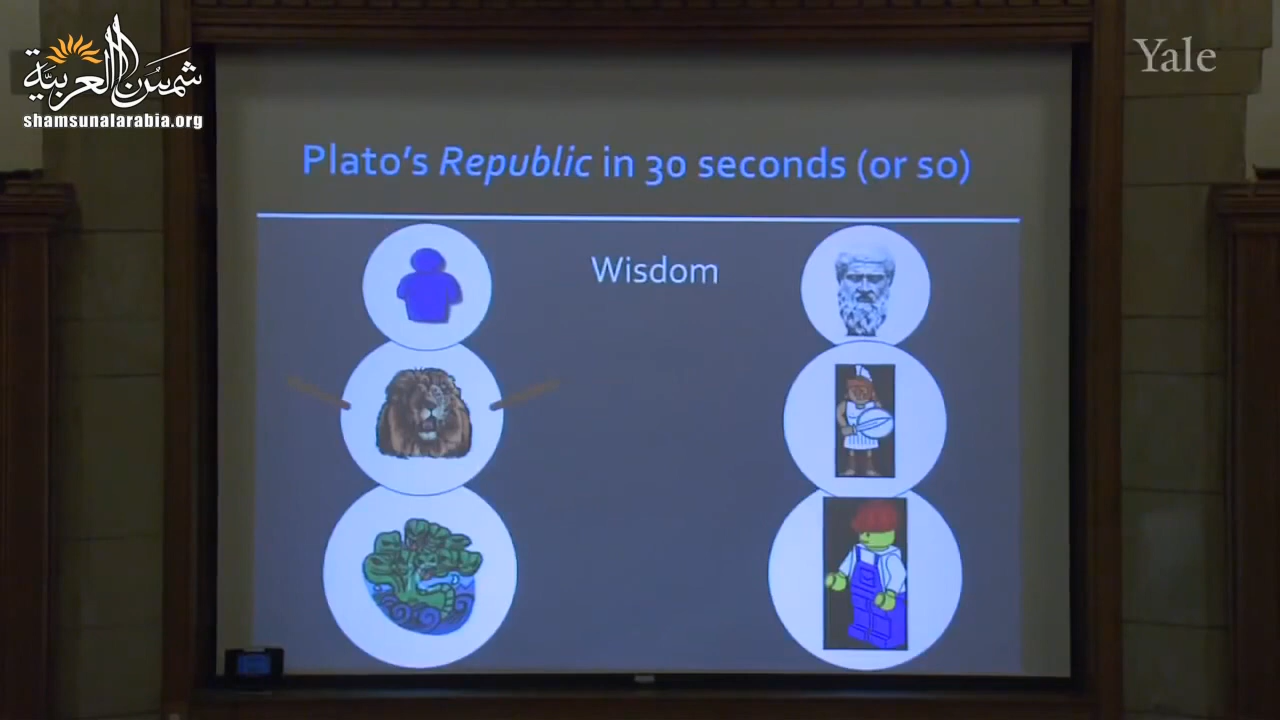 شمس العربية
shamsunalarabia.org
Yale
Plato's Republic in 30 seconds (or so)
Wisdom